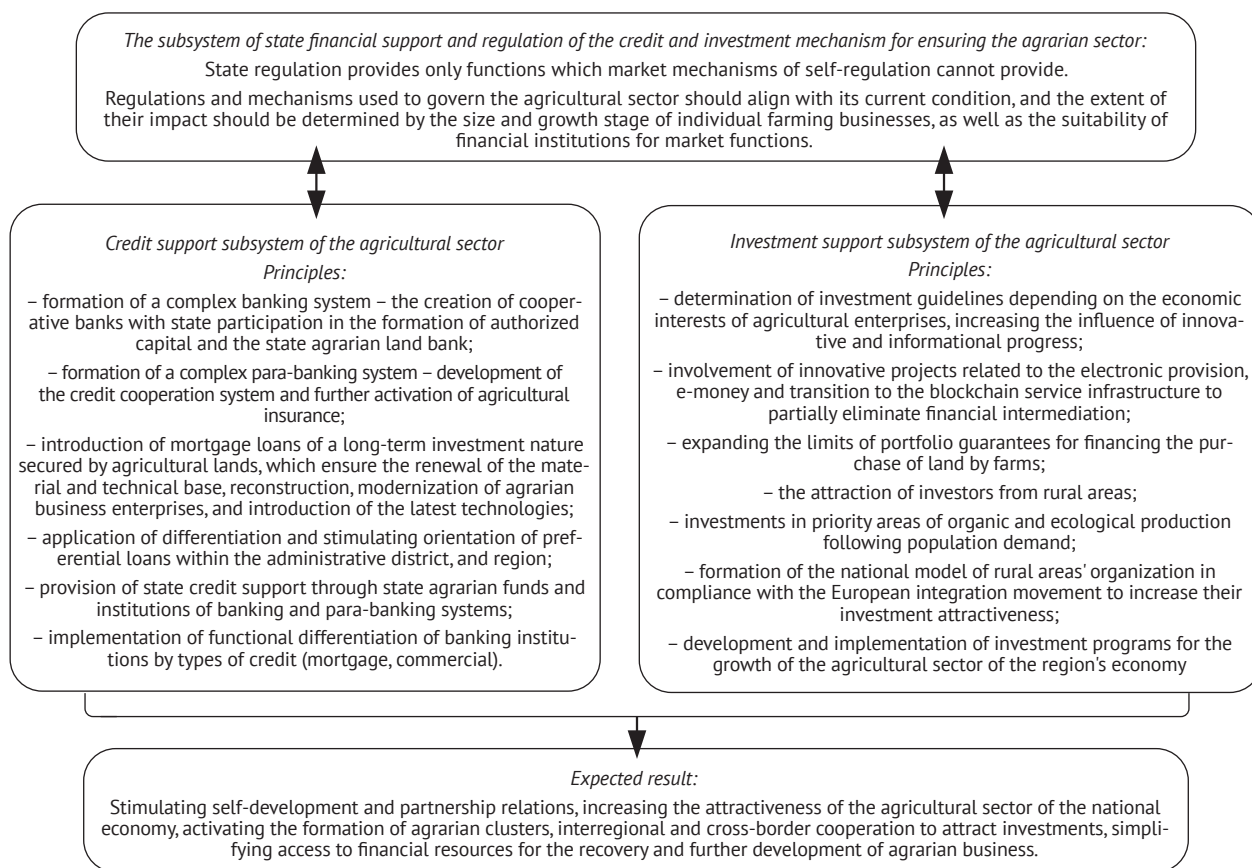 The subsystem of state financial support and regulation of the credit and investment mechanism for ensuring the agrarian sector:
State regulation provides only functions which market mechanisms of self-regulation cannot provide.
Regulations and mechanisms used to govern the agricultural sector should align with its current condition, and the extent of
their impact should be determined by the size and growth stage of individual farming businesses, as well as the suitability of
financial institutions for market functions.
Credit support subsystem of the agricultural sector
Principles:
– formation of a complex banking system – the creation of cooper-
ative banks with state participation in the formation of authorized
capital and the state agrarian land bank;
– formation of a complex para-banking system – development of
the credit cooperation system and further activation of agricultural
insurance;
– introduction of mortgage loans of a long-term investment nature
secured by agricultural lands, which ensure the renewal of the mate-
rial and technical base, reconstruction, modernization of agrarian
business enterprises, and introduction of the latest technologies;
– application of differentiation and stimulating orientation of pref-
erential loans within the administrative district, and region;
– provision of state credit support through state agrarian funds and
institutions of banking and para-banking systems;
– implementation of functional differentiation of banking institu-
tions by types of credit (mortgage, commercial).
Investment support subsystem of the agricultural sector
Principles:
– determination of investment guidelines depending on the economic
interests of agricultural enterprises, increasing the influence of innova-
tive and informational progress;
– involvement of innovative projects related to the electronic provision,
e-money and transition to the blockchain service infrastructure to
partially eliminate financial intermediation;
– expanding the limits of portfolio guarantees for financing the pur-
chase of land by farms;
– the attraction of investors from rural areas;
– investments in priority areas of organic and ecological production
following population demand;
– formation of the national model of rural areas' organization in
compliance with the European integration movement to increase their
investment attractiveness;
– development and implementation of investment programs for the
growth of the agricultural sector of the region's economy
Expected result:
Stimulating self-development and partnership relations, increasing the attractiveness of the agricultural sector of the national
economy, activating the formation of agrarian clusters, interregional and cross-border cooperation to attract investments, simpli-
fying access to financial resources for the recovery and further development of agrarian business.